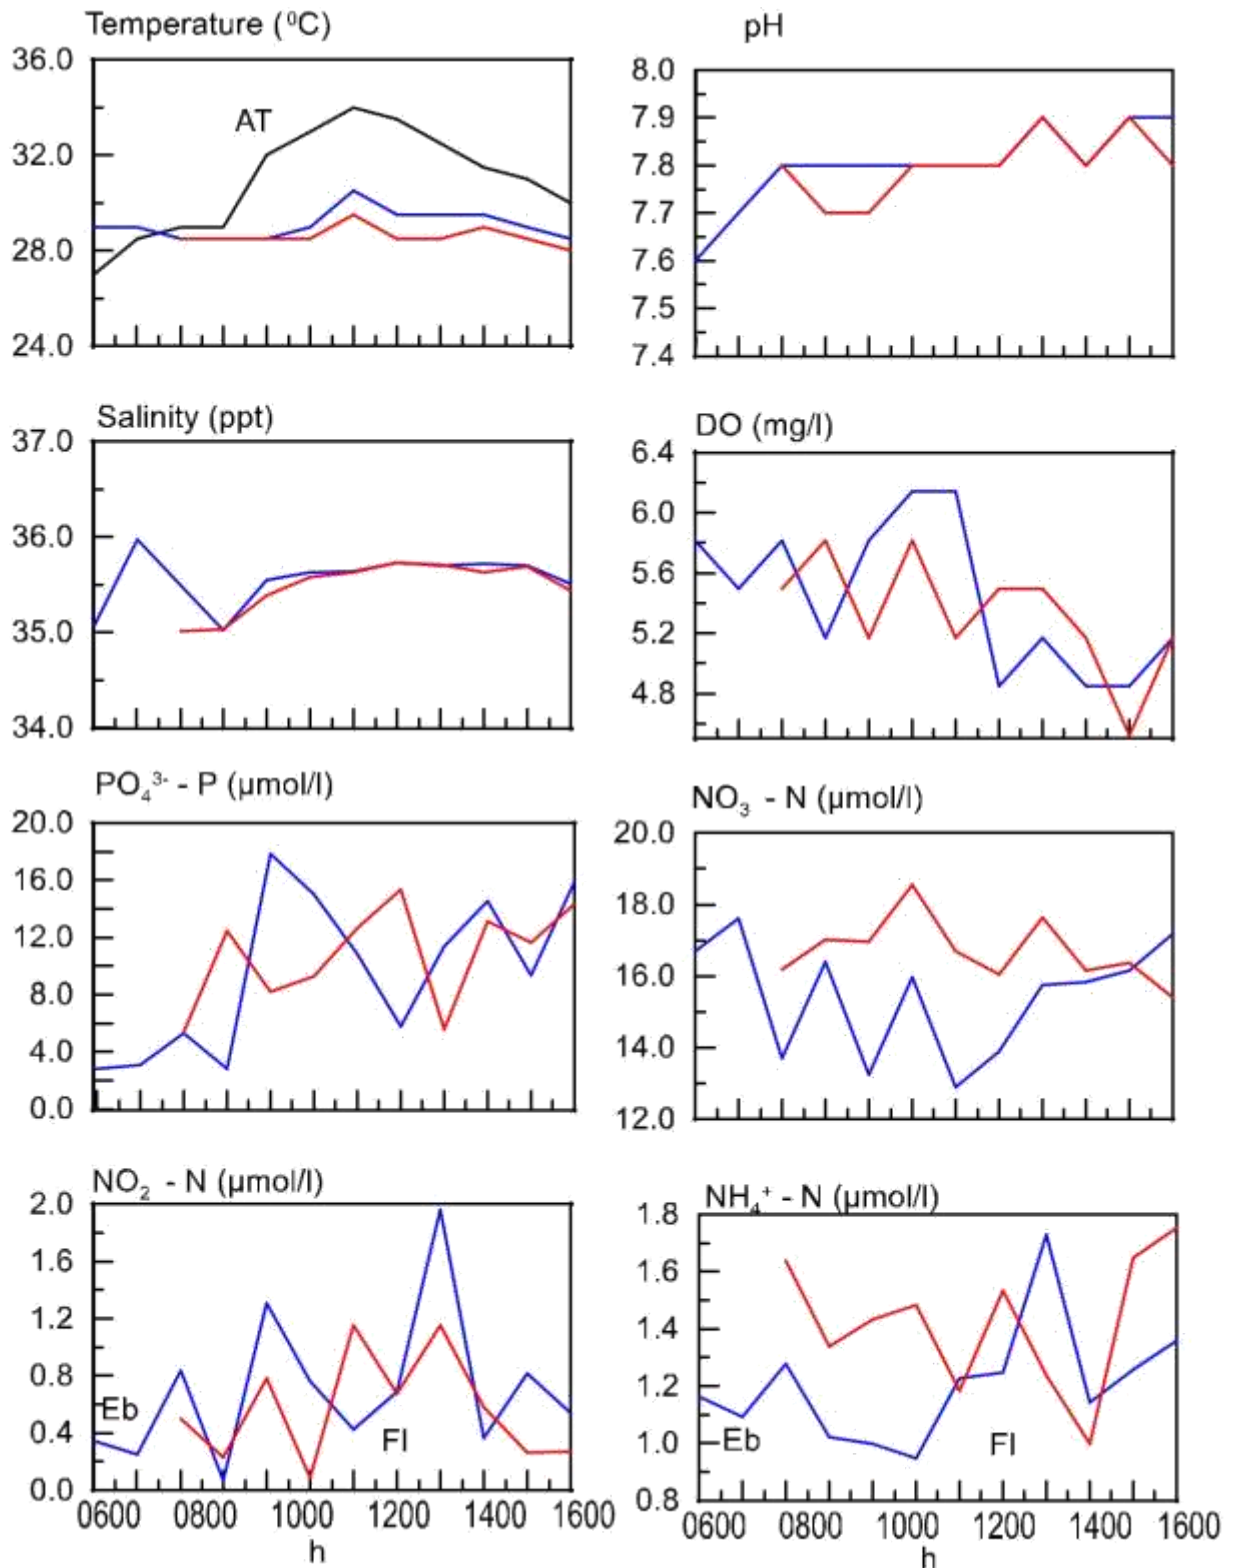 Temperature (⁰C)
36.0
32.0
28.0
24.0
AT
pH
8.0
7.9
7.8
7.7
7.6
7.5
7.4
Salinity (ppt)
37.0
36.0
35.0
34.0
DO (mg/l)
6.4
6.0
5.6
5.2
4.8
PO₄³⁻ - P (µmol/l)
20.0
16.0
12.0
8.0
4.0
0.0
NO₃ - N (µmol/l)
20.0
18.0
16.0
14.0
12.0
NO₂ - N (µmol/l)
2.0
1.6
1.2
0.8
0.4
0.0
Eb
Fl
0600 0800 1000 1200 1400 1600
h
NH₄⁺ - N (µmol/l)
1.8
1.6
1.4
1.2
1.0
0.8
Eb
Fl
0600 0800 1000 1200 1400 1600
h